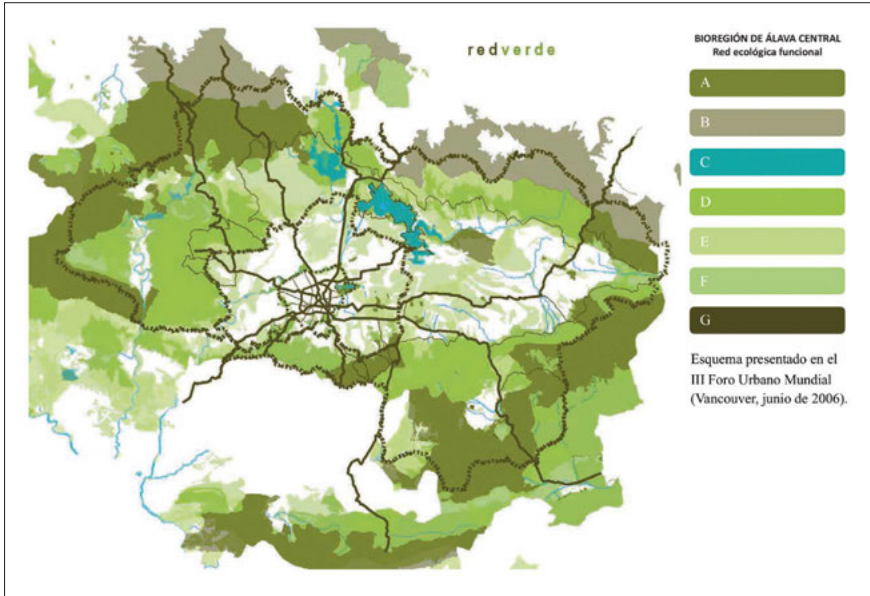 redverde
BIOREGIÓN DE ÁLAVA CENTRAL
Red ecológica funcional
A
B
C
D
E
F
G
Esquema presentado en el
III Foro Urbano Mundial
(Vancouver, junio de 2006).